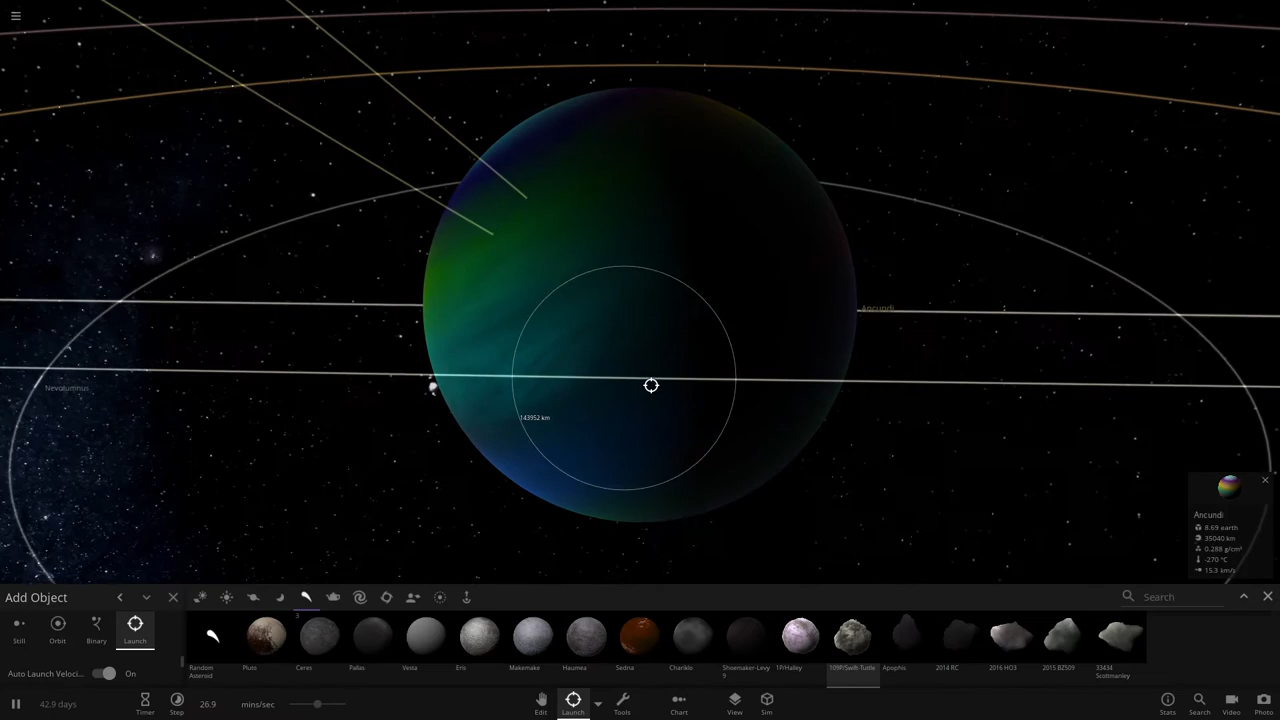 Ancundi
Nevolumnus
143952 km
Ancundi
8.69 earth
35040 km
0.288 g/cm³
-270 °C
15.3 km/s
Add Object
Search
3
Still
Orbit
Binary
Launch
Random Asteroid
Pluto
Ceres
Pallas
Vesta
Eris
Makemake
Haumea
Sedna
Chariklo
Shoemaker-Levy 9
1P/Halley
109P/Swift-Tuttle
Apophis
2014 RC
2016 HO3
2015 BZ509
33434 Scottmanley
Auto Launch Veloci...
On
42.9 days
Timer
Step
26.9
mins/sec
Edit
Launch
Tools
Chart
View
Sim
Stats
Search
Video
Photo